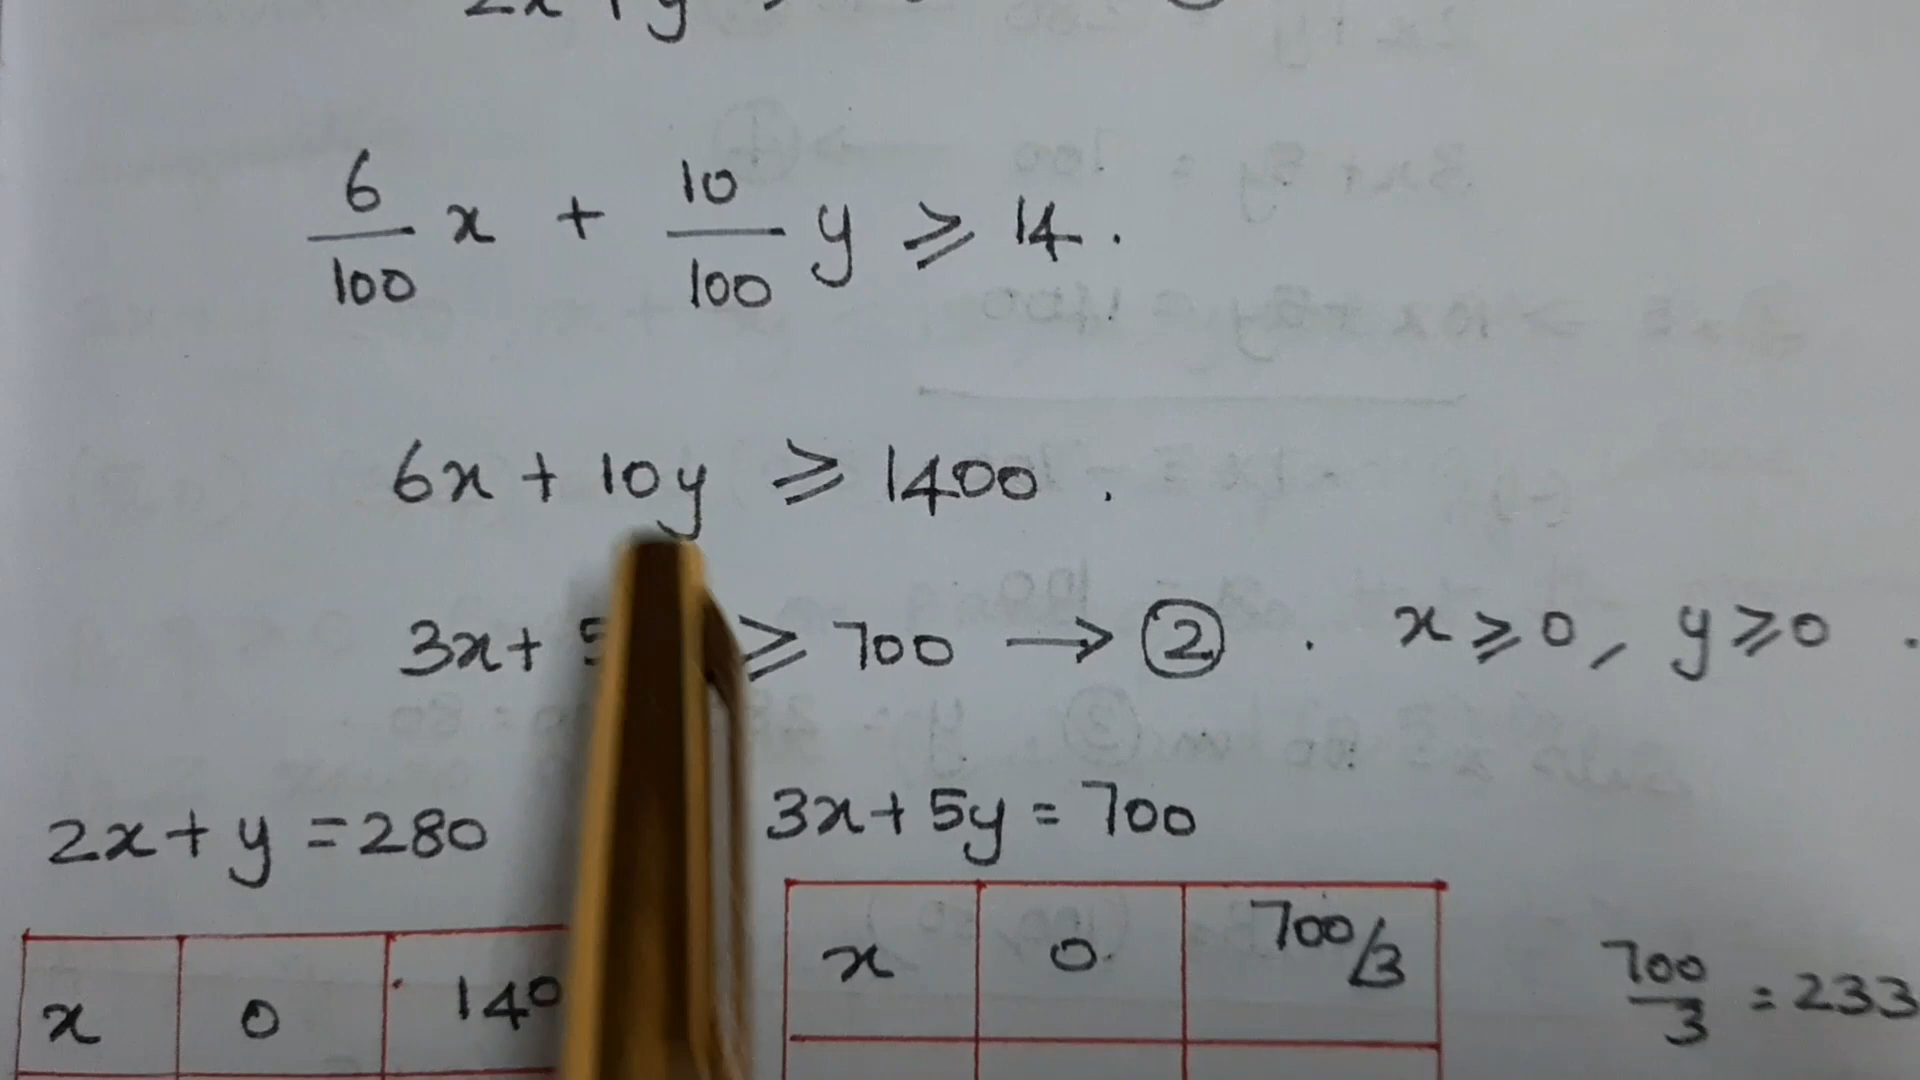 2x + y
6/100 x + 10/100 y ⩾ 14.
6x + 10y ⩾ 1400.
3x + 5 ⩾ 700 → ② . x ⩾ 0, y ⩾ 0.
2x + y = 280
3x + 5y = 700
x 0 700/3
700/3 = 233
x 0 140